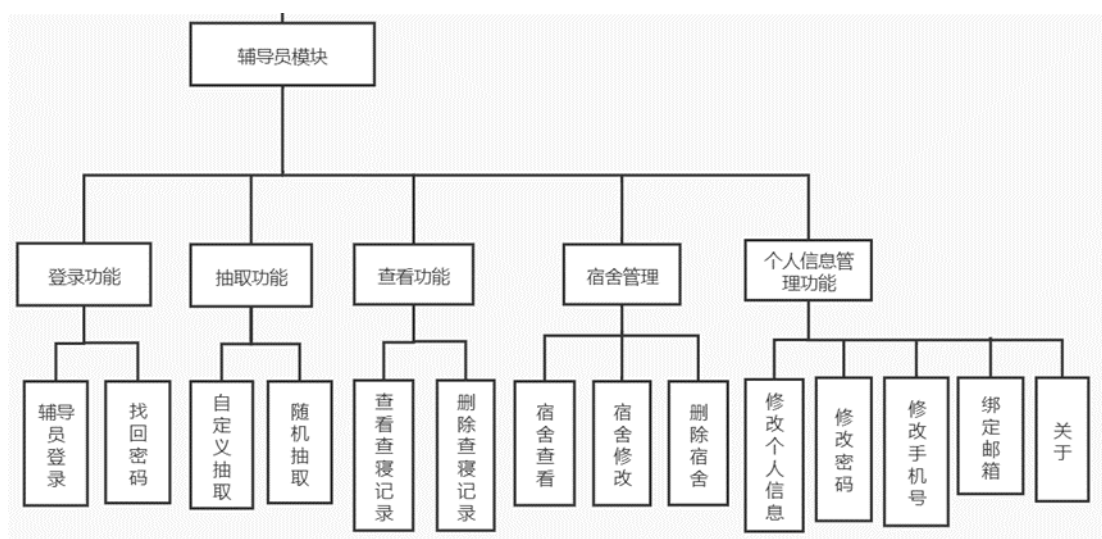 辅导员模块
登录功能
抽取功能
查看功能
宿舍管理
个人信息管
理功能
辅导员登录
找回密码
自定义抽取
随机抽取
查看查寝记录
删除查寝记录
宿舍查看
宿舍修改
删除宿舍
修改个人信息
修改密码
修改手机号
绑定邮箱
关于